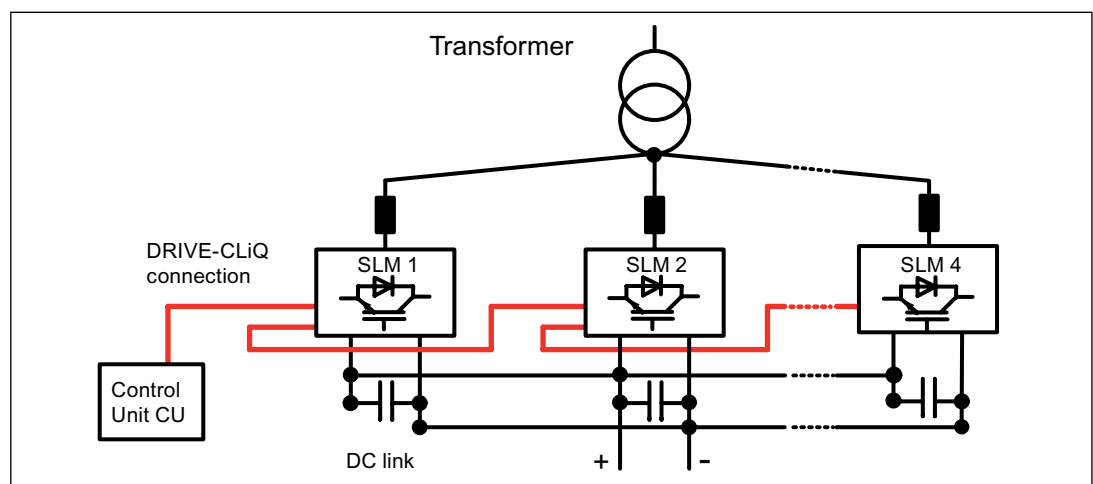 Transformer
DRIVE-CLiQ
connection
SLM 1
SLM 2
SLM 4
Control
Unit CU
DC link
+
-